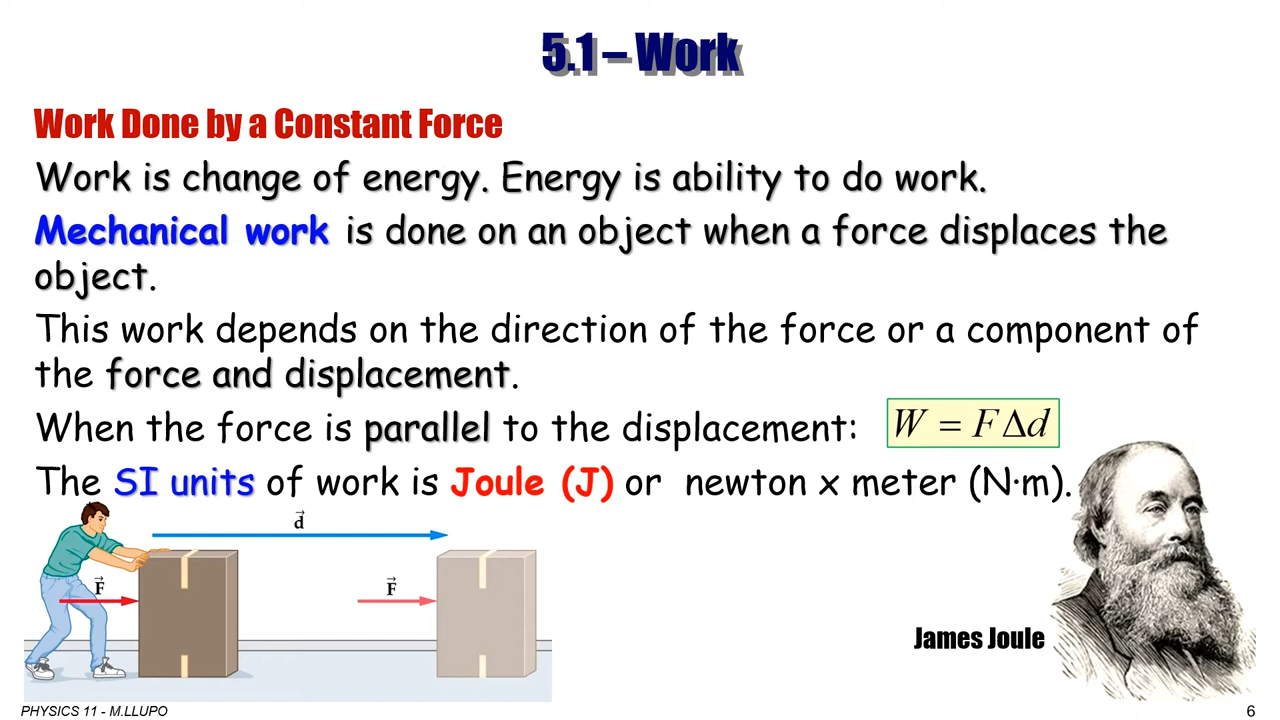 5.1 – Work
Work Done by a Constant Force
Work is change of energy. Energy is ability to do work.
Mechanical work is done on an object when a force displaces the
object.
This work depends on the direction of the force or a component of
the force and displacement.
When the force is parallel to the displacement: W = F Δd
The SI units of work is Joule (J) or newton x meter (N·m).
d⃗
F⃗ F⃗
James Joule
PHYSICS 11 - M.LLUPO 6